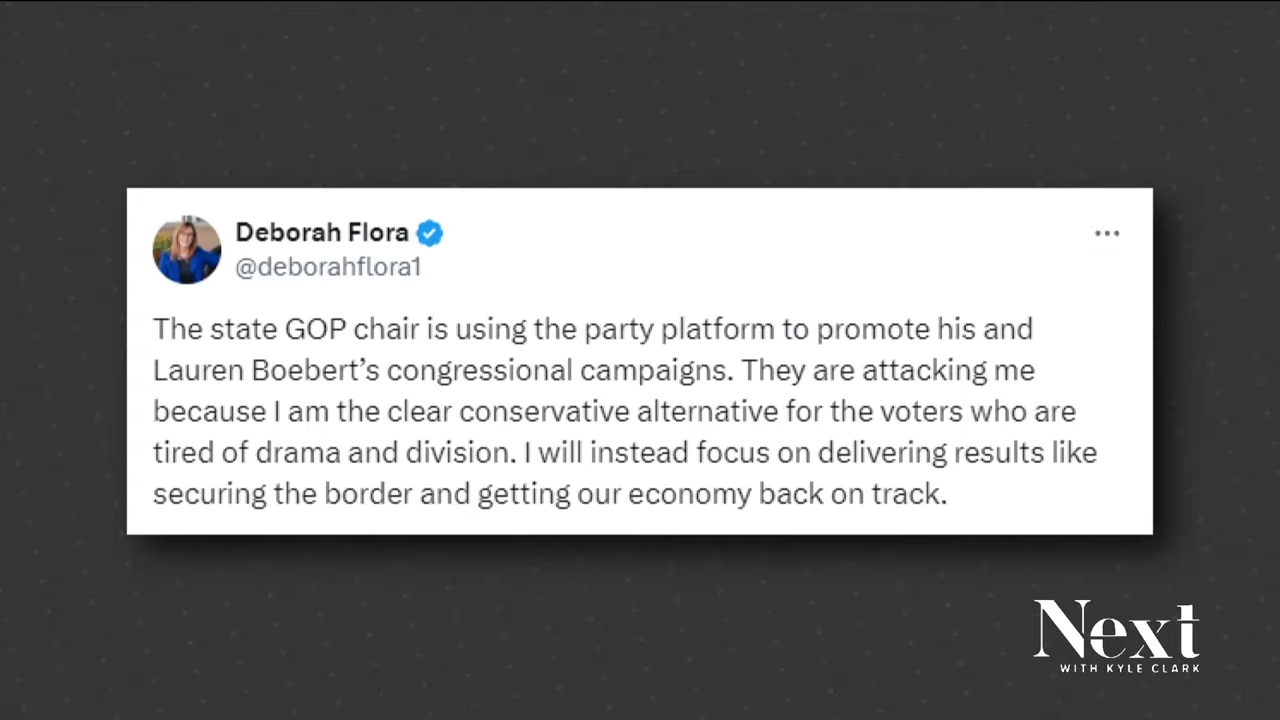 Deborah Flora
@deborahflora1
The state GOP chair is using the party platform to promote his and
Lauren Boebert’s congressional campaigns. They are attacking me
because I am the clear conservative alternative for the voters who are
tired of drama and division. I will instead focus on delivering results like
securing the border and getting our economy back on track.
Next
WITH KYLE CLARK